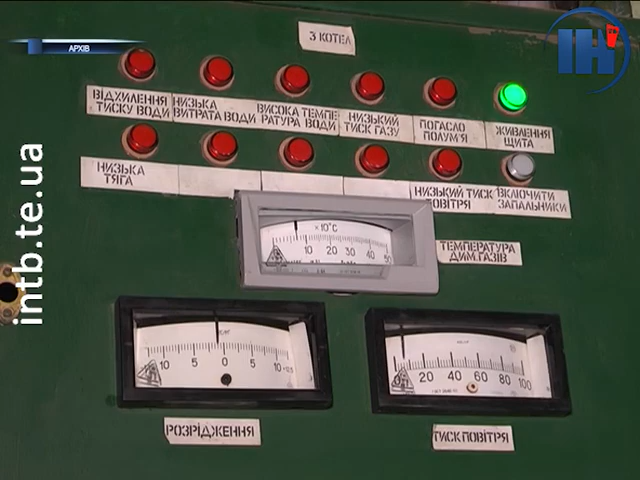 АРХІВ
ІН
intb.te.ua
3 КОТЕЛ
ВІДХИЛЕННЯ
ТИСКУ ВОДИ
НИЗЬКА
ВИТРАТА ВОДИ
ВИСОКА ТЕМПЕ
РАТУРА ВОДИ
НИЗЬКИЙ
ТИСК ГАЗУ
ПОГАСЛО
ПОЛУМ'Я
ЖИВЛЕННЯ
ЩИТА
НИЗЬКА
ТЯГА
НИЗЬКИЙ ТИСК
ПОВІТРЯ
ВКЛЮЧИТИ
ЗАПАЛЬНИКИ
×10°C
10 20 30 40 50
ТЕМПЕРАТУРА
ДИМ.ГАЗІВ
10 5 0 5 10
РОЗРІДЖЕННЯ
20 40 60 80 100
ТИСК ПОВІТРЯ